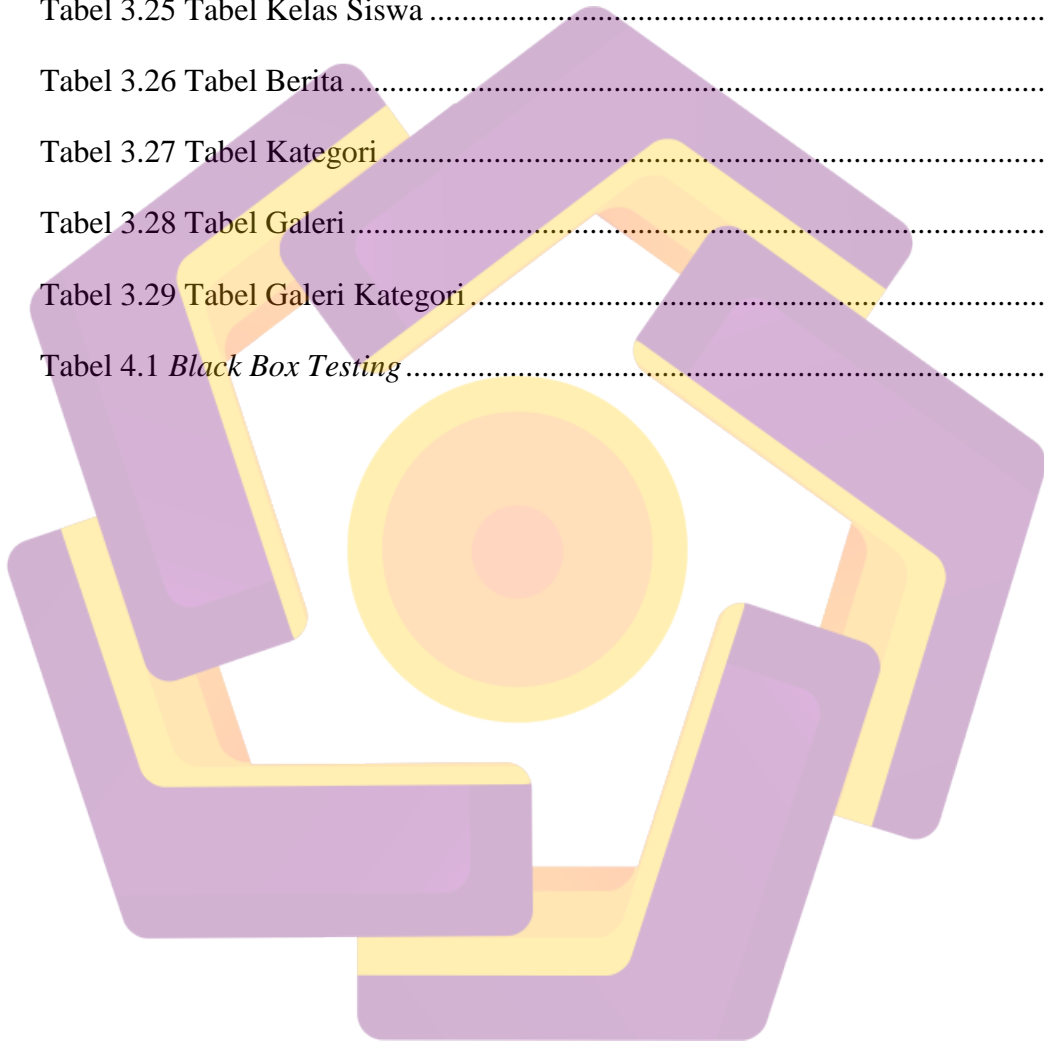 Tabel 3.25 Tabel Kelas Siswa ..........................................................................
Tabel 3.26 Tabel Berita ....................................................................................
Tabel 3.27 Tabel Kategori ................................................................................
Tabel 3.28 Tabel Galeri ....................................................................................
Tabel 3.29 Tabel Galeri Kategori .....................................................................
Tabel 4.1 Black Box Testing .............................................................................